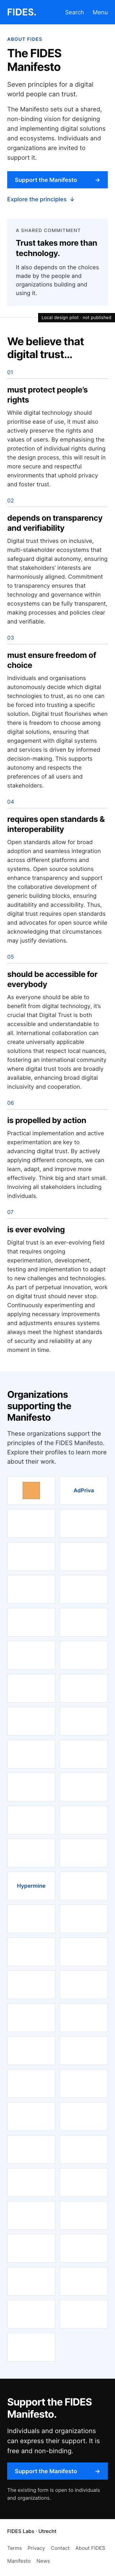 FIDES.
Search Menu
ABOUT FIDES
The FIDES
Manifesto
Seven principles for a digital
world people can trust.
The Manifesto sets out a shared,
non-binding vision for designing
and implementing digital solutions
and ecosystems. Individuals and
organizations are invited to
support it.
Support the Manifesto →
Explore the principles ↓
A SHARED COMMITMENT
Trust takes more than
technology.
It also depends on the choices
made by the people and
organizations building and
using it.
Local design pilot · not published
We believe that
digital trust...
01
must protect people's
rights
While digital technology should
prioritise ease of use, it must also
actively preserve the rights and
values of users. By emphasising the
protection of individual rights during
the design process, this will result in
more secure and respectful
environments that uphold privacy
and foster trust.
02
depends on transparency
and verifiability
Digital trust thrives on inclusive,
multi-stakeholder ecosystems that
safeguard digital autonomy, ensuring
that stakeholders' interests are
harmoniously aligned. Commitment
to transparency ensures that
technology and governance within
ecosystems can be fully transparent,
making processes and policies clear
and verifiable.
03
must ensure freedom of
choice
Individuals and organisations
autonomously decide which digital
technologies to trust, as no one can
be forced into trusting a specific
solution. Digital trust flourishes when
there is freedom to choose among
digital solutions, ensuring that
engagement with digital systems
and services is driven by informed
decision-making. This supports
autonomy and respects the
preferences of all users and
stakeholders.
04
requires open standards &
interoperability
Open standards allow for broad
adoption and seamless integration
across different platforms and
systems. Open source solutions
enhance transparency and support
the collaborative development of
generic building blocks, ensuring
auditability and accessibility. Thus,
digital trust requires open standards
and advocates for open source while
acknowledging that circumstances
may justify deviations.
05
should be accessible for
everybody
As everyone should be able to
benefit from digital technology, it's
crucial that Digital Trust is both
accessible and understandable to
all. International collaboration can
create universally applicable
solutions that respect local nuances,
fostering an international community
where digital trust tools are broadly
available, enhancing global digital
inclusivity and cooperation.
06
is propelled by action
Practical implementation and active
experimentation are key to
advancing digital trust. By actively
applying different concepts, we can
learn, adapt, and improve more
effectively. Think big and start small.
Involving all stakeholders including
individuals.
07
is ever evolving
Digital trust is an ever-evolving field
that requires ongoing
experimentation, development,
testing and implementation to adapt
to new challenges and technologies.
As part of perpetual innovation, work
on digital trust should never stop.
Continuously experimenting and
applying necessary improvements
and adjustments ensures systems
always meet the highest standards
of security and reliability at any
moment in time.
Organizations
supporting the
Manifesto
These organizations support the
principles of the FIDES Manifesto.
Explore their profiles to learn more
about their work.
AdPriva
Hypermine
Support the FIDES
Manifesto.
Individuals and organizations
can express their support. It is
free and non-binding.
Support the Manifesto →
The existing form is open to individuals
and organizations.
FIDES Labs · Utrecht
Terms Privacy Contact About FIDES
Manifesto News